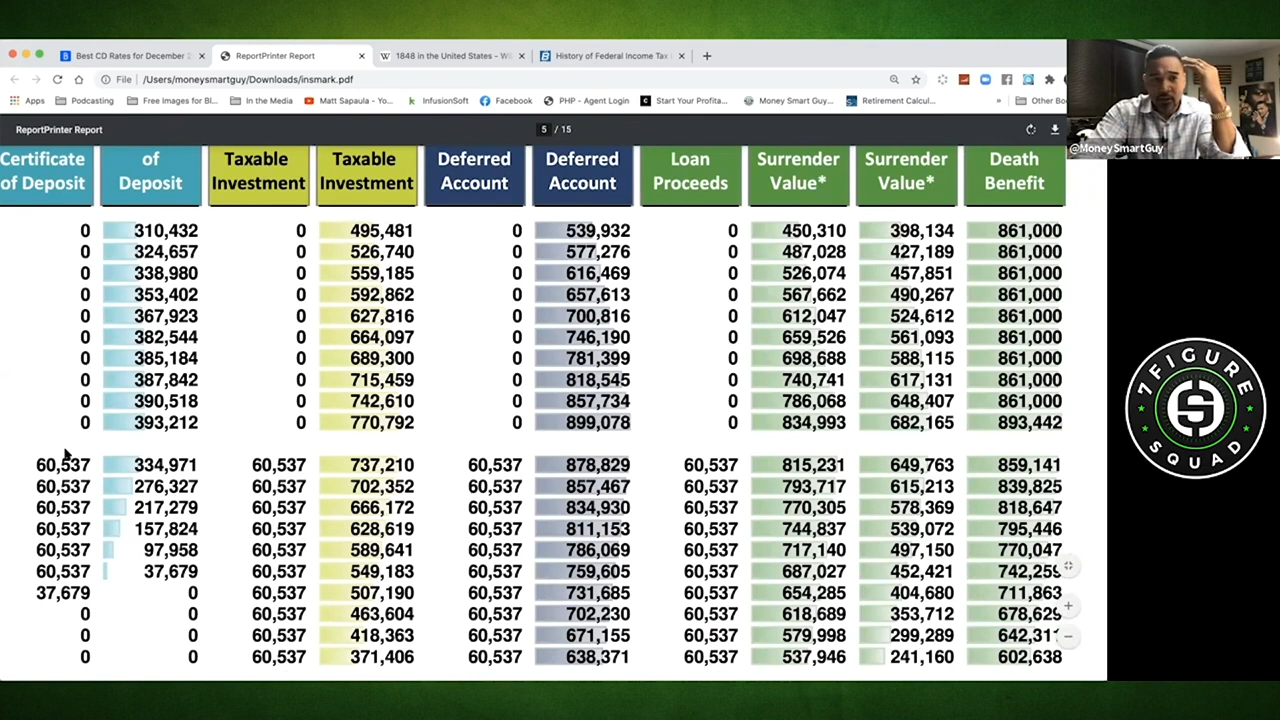 Best CD Rates for December 2
ReportPrinter Report
1848 in the United States - Wi
History of Federal Income Tax
File /Users/moneysmartguy/Downloads/insmark.pdf
Apps Podcasting Free Images for Bl... In the Media Matt Sapaula - Yo... InfusionSoft Facebook PHP - Agent Login Start Your Profita... Money Smart Guy... Retirement Calcul... » Other Bo
ReportPrinter Report 5 / 15
@MoneySmartGuy
Certificate of Taxable Taxable Deferred Deferred Loan Surrender Surrender Death
of Deposit Deposit Investment Investment Account Account Proceeds Value* Value* Benefit
0 310,432 0 495,481 0 539,932 0 450,310 398,134 861,000
0 324,657 0 526,740 0 577,276 0 487,028 427,189 861,000
0 338,980 0 559,185 0 616,469 0 526,074 457,851 861,000
0 353,402 0 592,862 0 657,613 0 567,662 490,267 861,000
0 367,923 0 627,816 0 700,816 0 612,047 524,612 861,000
0 382,544 0 664,097 0 746,190 0 659,526 561,093 861,000
0 385,184 0 689,300 0 781,399 0 698,688 588,115 861,000
0 387,842 0 715,459 0 818,545 0 740,741 617,131 861,000
0 390,518 0 742,610 0 857,734 0 786,068 648,407 861,000
0 393,212 0 770,792 0 899,078 0 834,993 682,165 893,442
60,537 334,971 60,537 737,210 60,537 878,829 60,537 815,231 649,763 859,141
60,537 276,327 60,537 702,352 60,537 857,467 60,537 793,717 615,213 839,825
60,537 217,279 60,537 666,172 60,537 834,930 60,537 770,305 578,369 818,647
60,537 157,824 60,537 628,619 60,537 811,153 60,537 744,837 539,072 795,446
60,537 97,958 60,537 589,641 60,537 786,069 60,537 717,140 497,150 770,047
60,537 37,679 60,537 549,183 60,537 759,605 60,537 687,027 452,421 742,259
37,679 0 60,537 507,190 60,537 731,685 60,537 654,285 404,680 711,863
0 0 60,537 463,604 60,537 702,230 60,537 618,689 353,712 678,629
0 0 60,537 418,363 60,537 671,155 60,537 579,998 299,289 642,311
0 0 60,537 371,406 60,537 638,371 60,537 537,946 241,160 602,638
7FIGURE
SQUAD